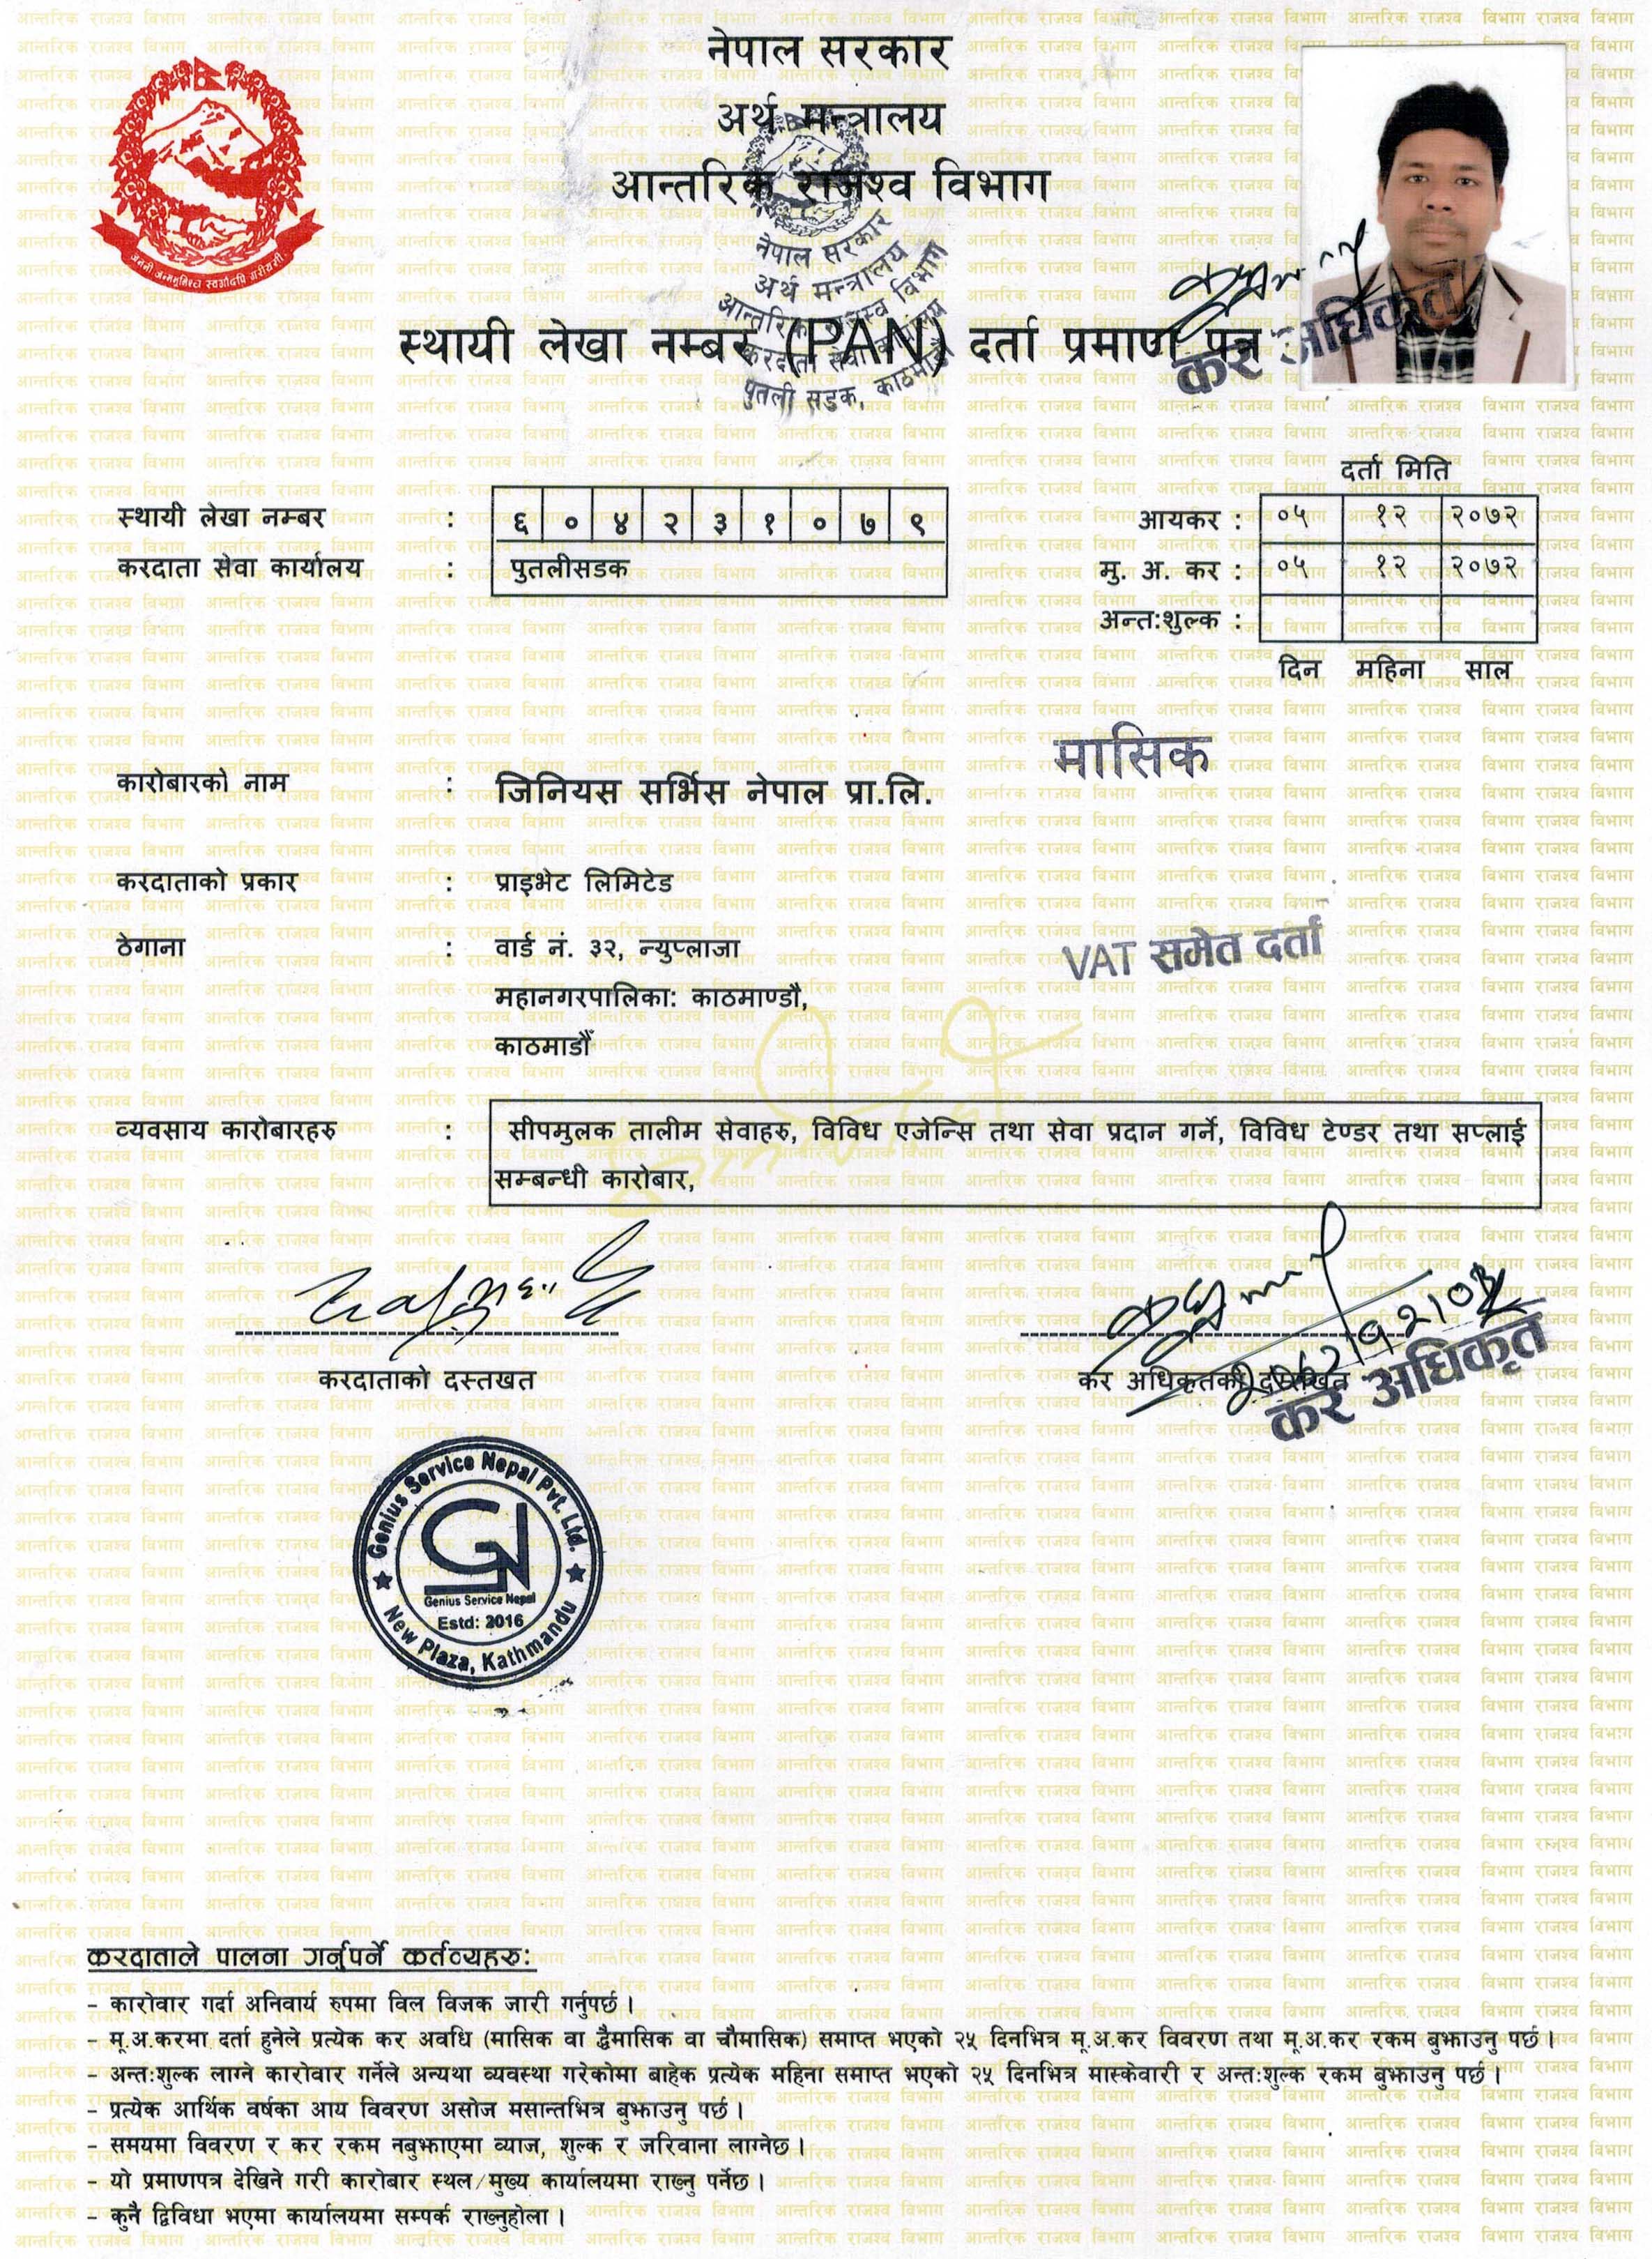 नेपाल सरकार
अर्थ मन्त्रालय
आन्तरिक राजश्व विभाग
जननी जन्मभूमिश्च स्वर्गादपि गरीयसी
नेपाल सरकार
अर्थ मन्त्रालय
आन्तरिक राजस्व विभाग
करदाता सेवा
पुतली सडक, काठमाडौं
स्थायी लेखा नम्बर (PAN) दर्ता प्रमाण पत्र
कर अधिकृत
दर्ता मिति
स्थायी लेखा नम्बर : ६ ० ४ २ ३ १ ० ७ ९
आयकर : ०५ १२ २०७२
करदाता सेवा कार्यालय : पुतलीसडक
मु. अ. कर : ०५ १२ २०७२
अन्त:शुल्क :
दिन महिना साल
मासिक
कारोबारको नाम : जिनियस सर्भिस नेपाल प्रा.लि.
करदाताको प्रकार : प्राइभेट लिमिटेड
VAT समेत दर्ता
ठेगाना : वार्ड नं. ३२, न्युप्लाजा
महानगरपालिका: काठमाण्डौ,
काठमाडौं
व्यवसाय कारोबारहरु : सीपमुलक तालीम सेवाहरु, विविध एजेन्सि तथा सेवा प्रदान गर्ने, विविध टेण्डर तथा सप्लाई
सम्बन्धी कारोबार,
करदाताको दस्तखत
कर अधिकृतको दस्तखत
कर अधिकृत
Genius Service Nepal Pvt. Ltd.
GN
Genius Service Nepal
Estd: 2016
New Plaza, Kathmandu
करदाताले पालना गर्नुपर्ने कर्तव्यहरु:
- कारोवार गर्दा अनिवार्य रुपमा विल विजक जारी गर्नुपर्छ ।
- मू.अ.करमा दर्ता हुनेले प्रत्येक कर अवधि (मासिक वा द्वैमासिक वा चौमासिक) समाप्त भएको २५ दिनभित्र मू.अ.कर विवरण तथा मू.अ.कर रकम बुझाउनु पर्छ ।
- अन्त:शुल्क लाग्ने कारोवार गर्नेले अन्यथा व्यवस्था गरेकोमा बाहेक प्रत्येक महिना समाप्त भएको २५ दिनभित्र मास्केवारी र अन्त:शुल्क रकम बुझाउनु पर्छ ।
- प्रत्येक आर्थिक वर्षका आय विवरण असोज मसान्तभित्र बुझाउनु पर्छ ।
- समयमा विवरण र कर रकम नबुझाएमा व्याज, शुल्क र जरिवाना लाग्नेछ ।
- यो प्रमाणपत्र देखिने गरी कारोबार स्थल/मुख्य कार्यालयमा राख्नु पर्नेछ ।
- कुनै द्विविधा भएमा कार्यालयमा सम्पर्क राख्नुहोला ।